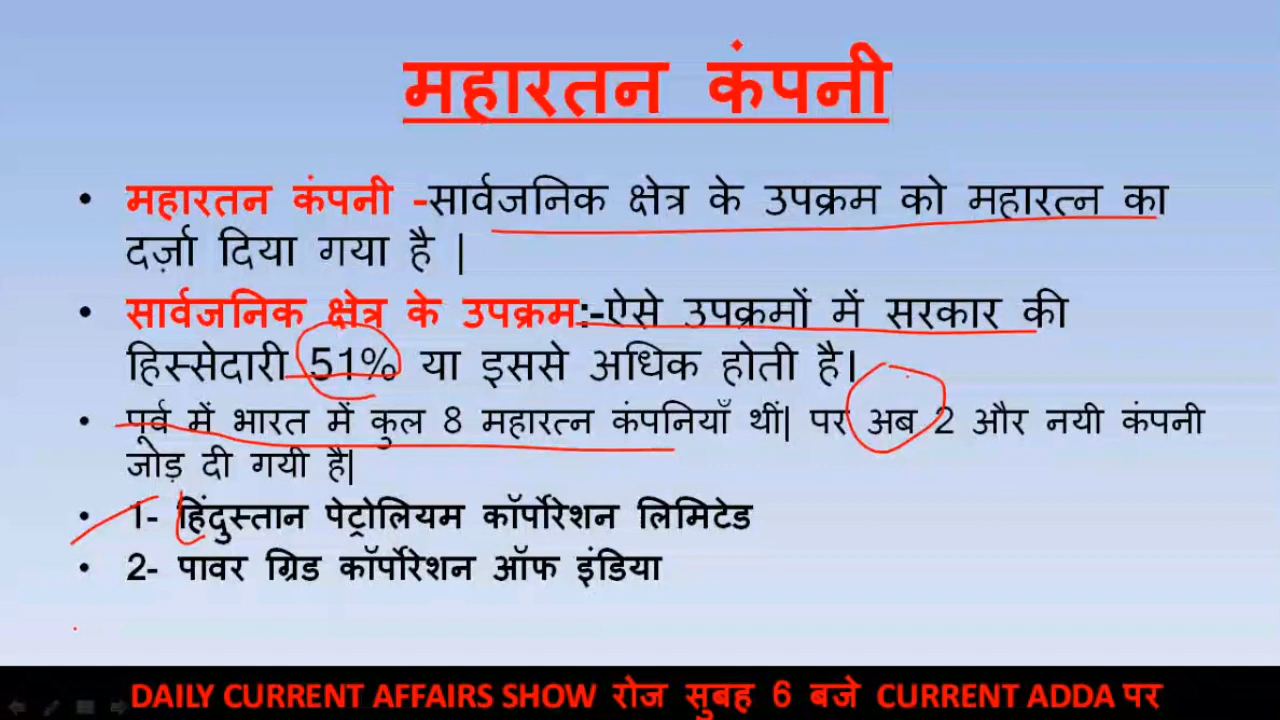 महारतन कंपनी
• महारतन कंपनी -सार्वजनिक क्षेत्र के उपक्रम को महारत्न का
दर्ज़ा दिया गया है |
• सार्वजनिक क्षेत्र के उपक्रम:-ऐसे उपक्रमों में सरकार की
हिस्सेदारी 51% या इससे अधिक होती है।
• पूर्व में भारत में कुल 8 महारत्न कंपनियाँ थीं| पर अब 2 और नयी कंपनी
जोड़ दी गयी है|
• 1- हिंदुस्तान पेट्रोलियम कॉर्पोरेशन लिमिटेड
• 2- पावर ग्रिड कॉर्पोरेशन ऑफ इंडिया
DAILY CURRENT AFFAIRS SHOW रोज सुबह 6 बजे CURRENT ADDA पर